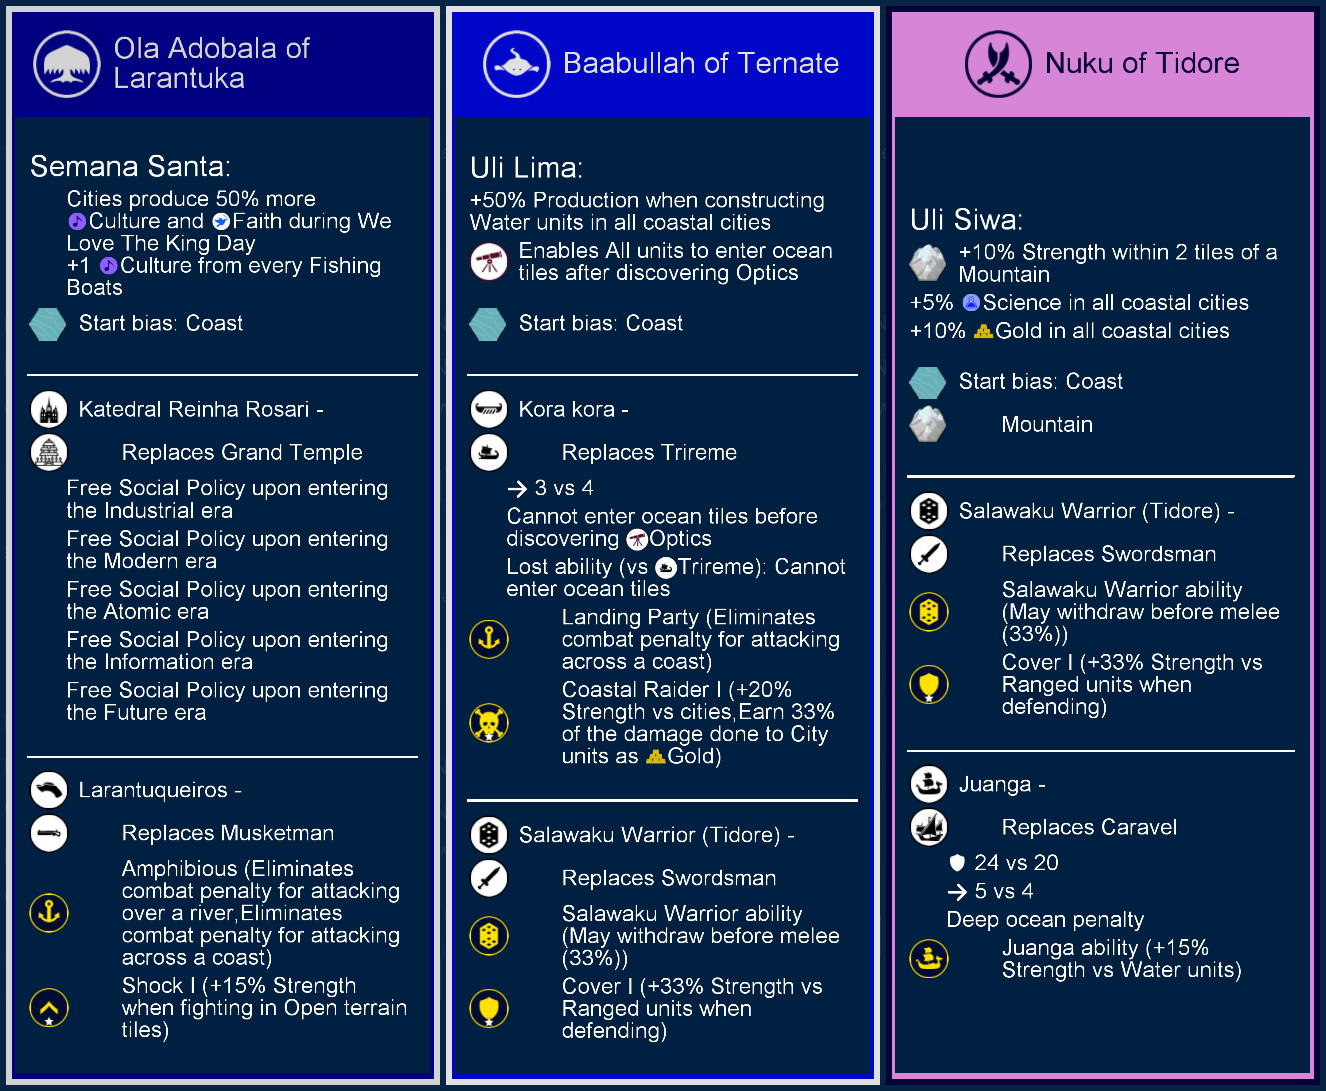 Ola Adobala of
Larantuka
Semana Santa:
Cities produce 50% more
Culture and Faith during We
Love The King Day
+1 Culture from every Fishing
Boats
Start bias: Coast
Katedral Reinha Rosari -
Replaces Grand Temple
Free Social Policy upon entering
the Industrial era
Free Social Policy upon entering
the Modern era
Free Social Policy upon entering
the Atomic era
Free Social Policy upon entering
the Information era
Free Social Policy upon entering
the Future era
Larantuqueiros -
Replaces Musketman
Amphibious (Eliminates
combat penalty for attacking
over a river,Eliminates
combat penalty for attacking
across a coast)
Shock I (+15% Strength
when fighting in Open terrain
tiles)
Baabullah of Ternate
Uli Lima:
+50% Production when constructing
Water units in all coastal cities
Enables All units to enter ocean
tiles after discovering Optics
Start bias: Coast
Kora kora -
Replaces Trireme
3 vs 4
Cannot enter ocean tiles before
discovering Optics
Lost ability (vs Trireme): Cannot
enter ocean tiles
Landing Party (Eliminates
combat penalty for attacking
across a coast)
Coastal Raider I (+20%
Strength vs cities,Earn 33%
of the damage done to City
units as Gold)
Salawaku Warrior (Tidore) -
Replaces Swordsman
Salawaku Warrior ability
(May withdraw before melee
(33%))
Cover I (+33% Strength vs
Ranged units when
defending)
Nuku of Tidore
Uli Siwa:
+10% Strength within 2 tiles of a
Mountain
+5% Science in all coastal cities
+10% Gold in all coastal cities
Start bias: Coast
Mountain
Salawaku Warrior (Tidore) -
Replaces Swordsman
Salawaku Warrior ability
(May withdraw before melee
(33%))
Cover I (+33% Strength vs
Ranged units when
defending)
Juanga -
Replaces Caravel
24 vs 20
5 vs 4
Deep ocean penalty
Juanga ability (+15%
Strength vs Water units)